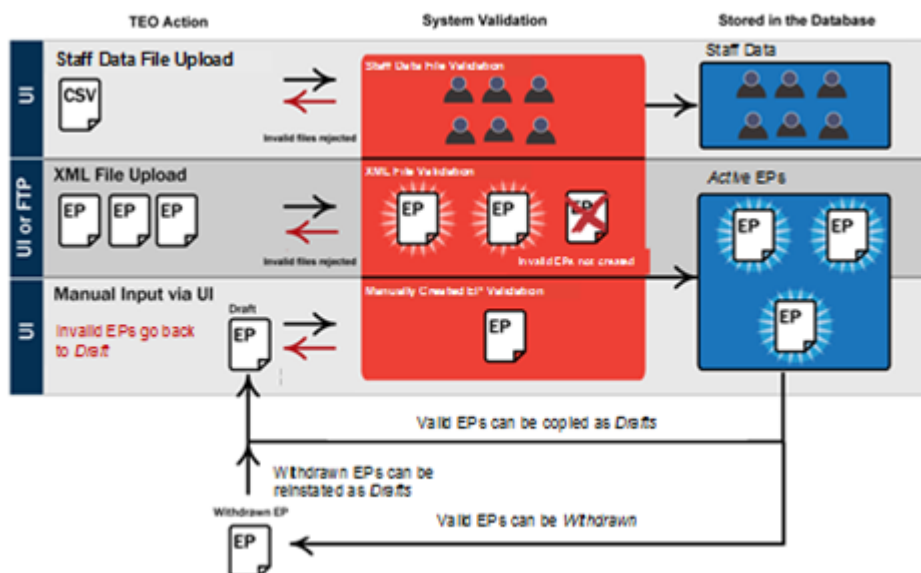 TEO Action
System Validation
Stored in the Database
UI
Staff Data File Upload
CSV
Invalid files rejected
Staff Data File Validation
Staff Data
UI or FTP
XML File Upload
EP EP EP
Invalid files rejected
XML File Validation
EP EP EP
Invalid EPs not created
Active EPs
EP EP
EP
UI
Manual Input via UI
Invalid EPs go back
to Draft
Draft
EP
Manually Created EP Validation
EP
Valid EPs can be copied as Drafts
Withdrawn EPs can be
reinstated as Drafts
Withdrawn EP
EP
Valid EPs can be Withdrawn